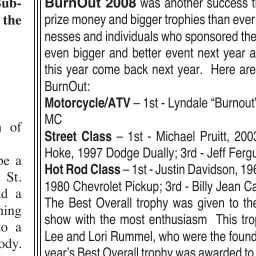 Sub-
the
n of
be a
St.
d a
ning
to a
ody.
BurnOut 2008 was another success t
prize money and bigger trophies than ever
nesses and individuals who sponsored the
even bigger and better event next year a
this year come back next year. Here are
BurnOut:
Motorcycle/ATV – 1st - Lyndale “Burnout”
MC
Street Class – 1st - Michael Pruitt, 2003
Hoke, 1997 Dodge Dually; 3rd - Jeff Fergu
Hot Rod Class – 1st - Justin Davidson, 196
1980 Chevrolet Pickup; 3rd - Billy Jean Ca
The Best Overall trophy was given to the
show with the most enthusiasm This trop
Lee and Lori Rummel, who were the found
year's Best Overall trophy was awarded to